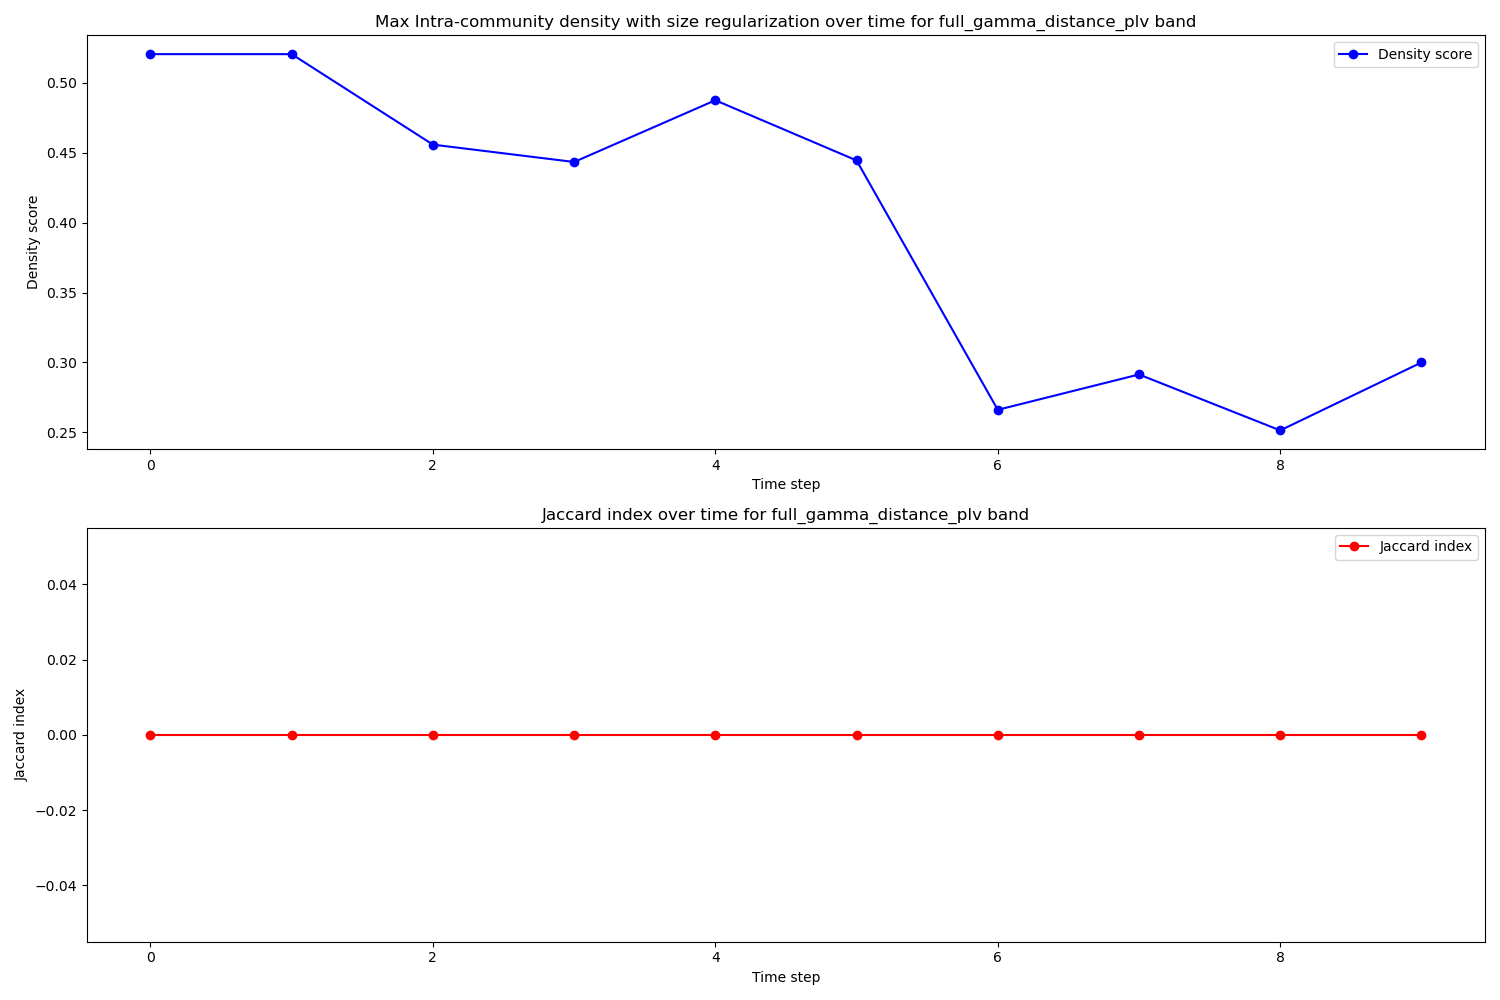 Max Intra-community density with size regularization over time for full_gamma_distance_plv band
Density score
0.50
0.45
0.40
0.35
0.30
0.25
Density score
0 2 4 6 8
Time step
Jaccard index over time for full_gamma_distance_plv band
Jaccard index
0.04
0.02
0.00
−0.02
−0.04
Jaccard index
0 2 4 6 8
Time step